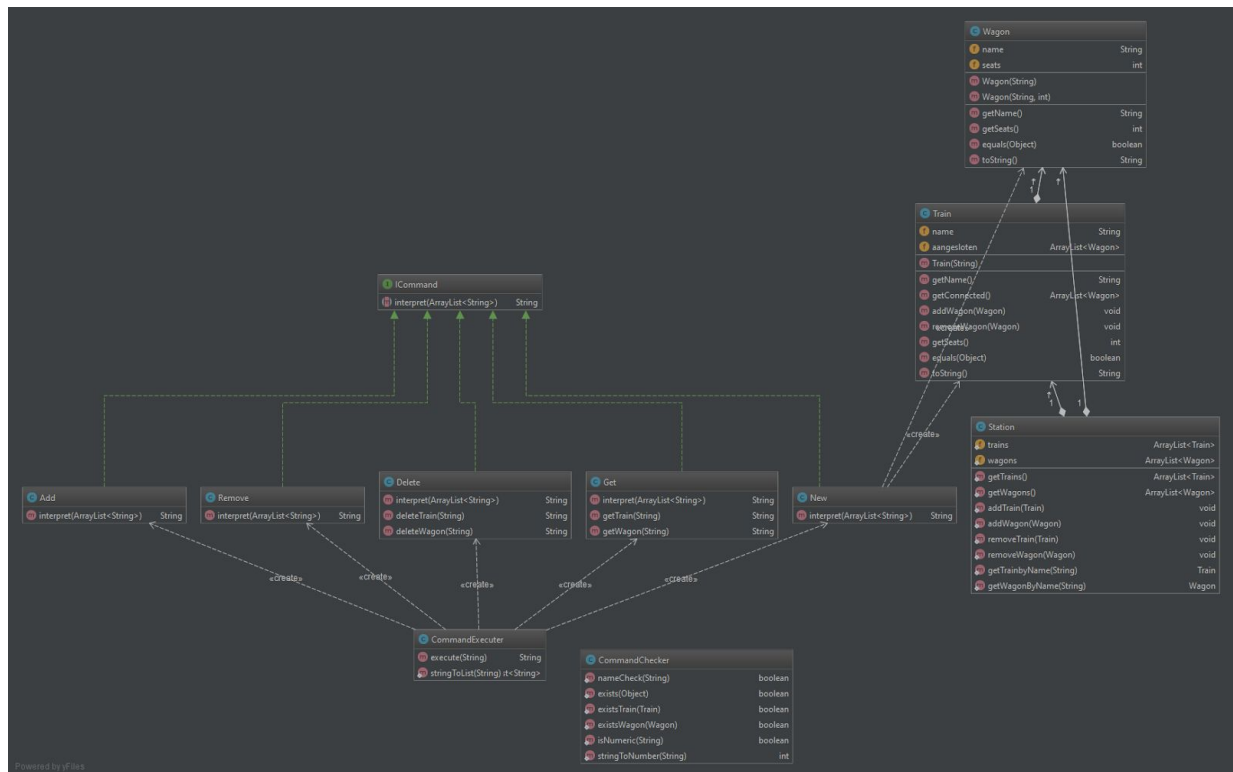 Wagon
name String
seats int
Wagon(String)
Wagon(String, int)
getName() String
getSeats() int
equals(Object) boolean
toString() String
1
*
*
Train
name String
aangesloten ArrayList<Wagon>
Train(String)
getName() String
getConnected() ArrayList<Wagon>
addWagon(Wagon) void
removeWagon(Wagon) void
«create»
getSeats() int
equals(Object) boolean
toString() String
ICommand
interpret(ArrayList<String>) String
*
1
1
«create»
Station
trains ArrayList<Train>
wagons ArrayList<Wagon>
getTrains() ArrayList<Train>
getWagons() ArrayList<Wagon>
addTrain(Train) void
addWagon(Wagon) void
removeTrain(Train) void
removeWagon(Wagon) void
getTrainbyName(String) Train
getWagonByName(String) Wagon
Add
interpret(ArrayList<String>) String
Remove
interpret(ArrayList<String>) String
Delete
interpret(ArrayList<String>) String
deleteTrain(String) String
deleteWagon(String) String
Get
interpret(ArrayList<String>) String
getTrain(String) String
getWagon(String) String
New
interpret(ArrayList<String>) String
«create»
«create»
«create»
«create»
«create»
CommandExecuter
execute(String) String
stringToList(String) :t<String>
CommandChecker
nameCheck(String) boolean
exists(Object) boolean
existsTrain(Train) boolean
existsWagon(Wagon) boolean
isNumeric(String) boolean
stringToNumber(String) int
Powered by yFiles